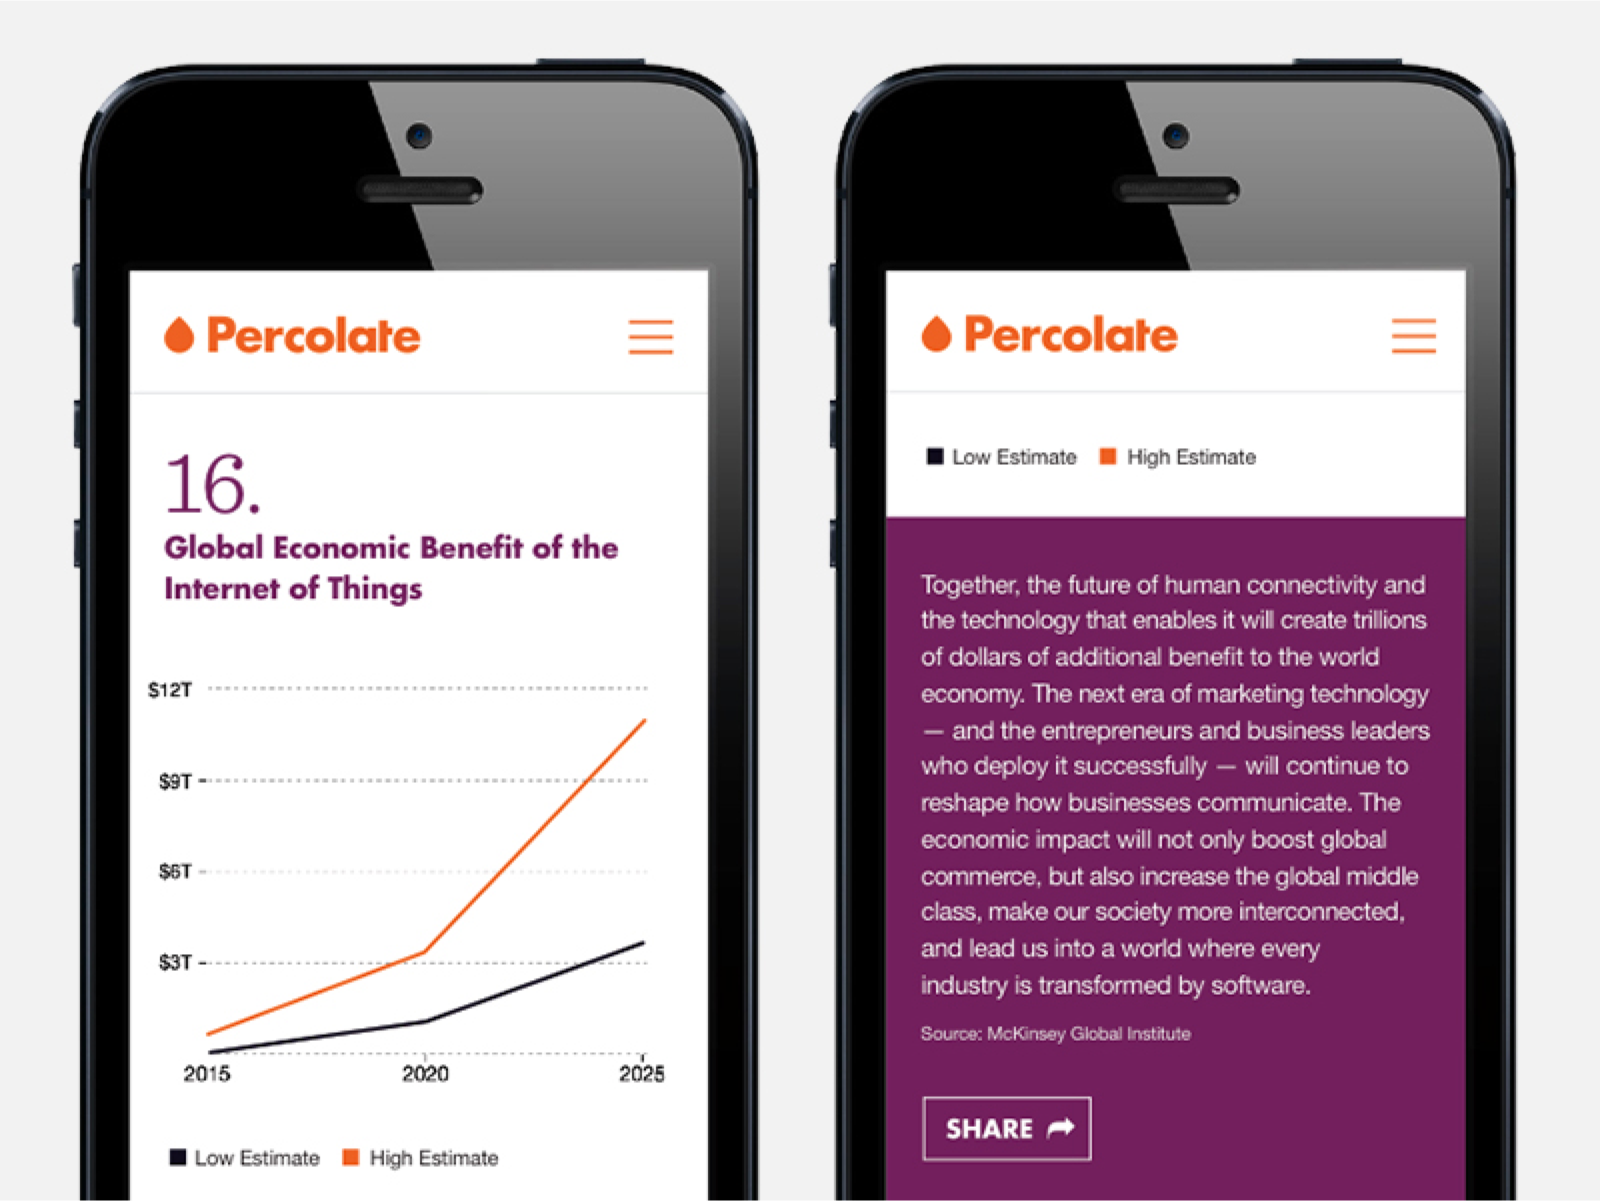 Percolate
16.
Global Economic Benefit of the
Internet of Things
$12T
$9T
$6T
$3T
2015 2020 2025
Low Estimate High Estimate
Percolate
Low Estimate High Estimate
Together, the future of human connectivity and
the technology that enables it will create trillions
of dollars of additional benefit to the world
economy. The next era of marketing technology
— and the entrepreneurs and business leaders
who deploy it successfully — will continue to
reshape how businesses communicate. The
economic impact will not only boost global
commerce, but also increase the global middle
class, make our society more interconnected,
and lead us into a world where every
industry is transformed by software.
Source: McKinsey Global Institute
SHARE